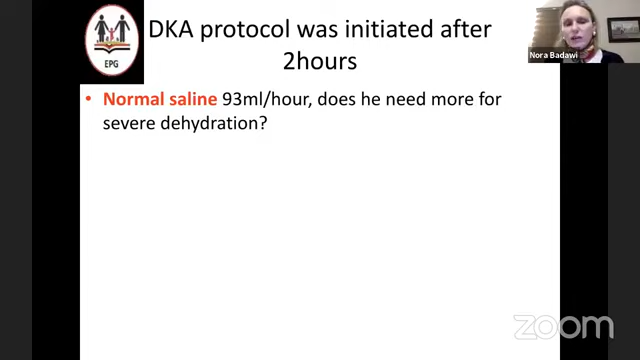 DKA protocol was initiated after
2hours
EPG
Nora Badawi
• Normal saline 93ml/hour, does he need more for
severe dehydration?
zoom